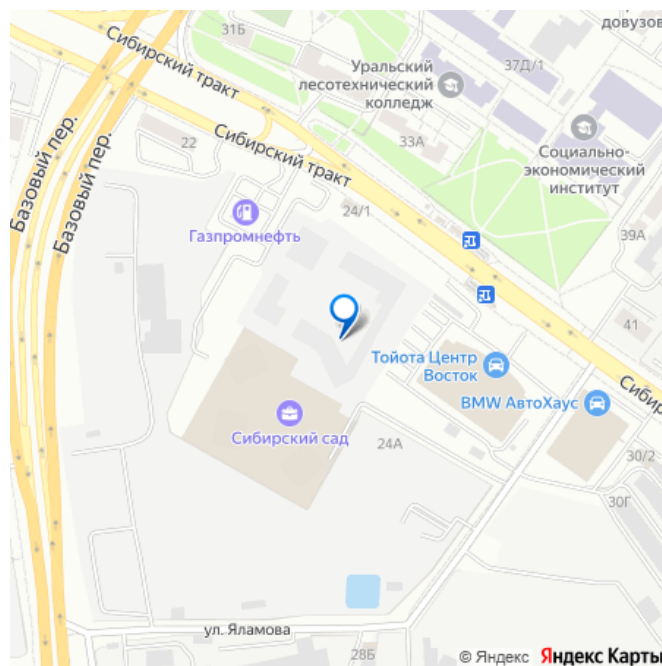 довузов
31Б
Сибирский тракт
Уральский
лесотехнический
колледж
37Д/1
Базовый пер.
Базовый пер.
22
Сибирский тракт
33А
Социально-
экономический
институт
24/1
Газпромнефть
39А
41
Тойота Центр
Восток
Сибир
BMW АвтоХаус
Сибирский сад
24А
30/2
30Г
ул. Яламова
28Б
© Яндекс Яндекс Карты